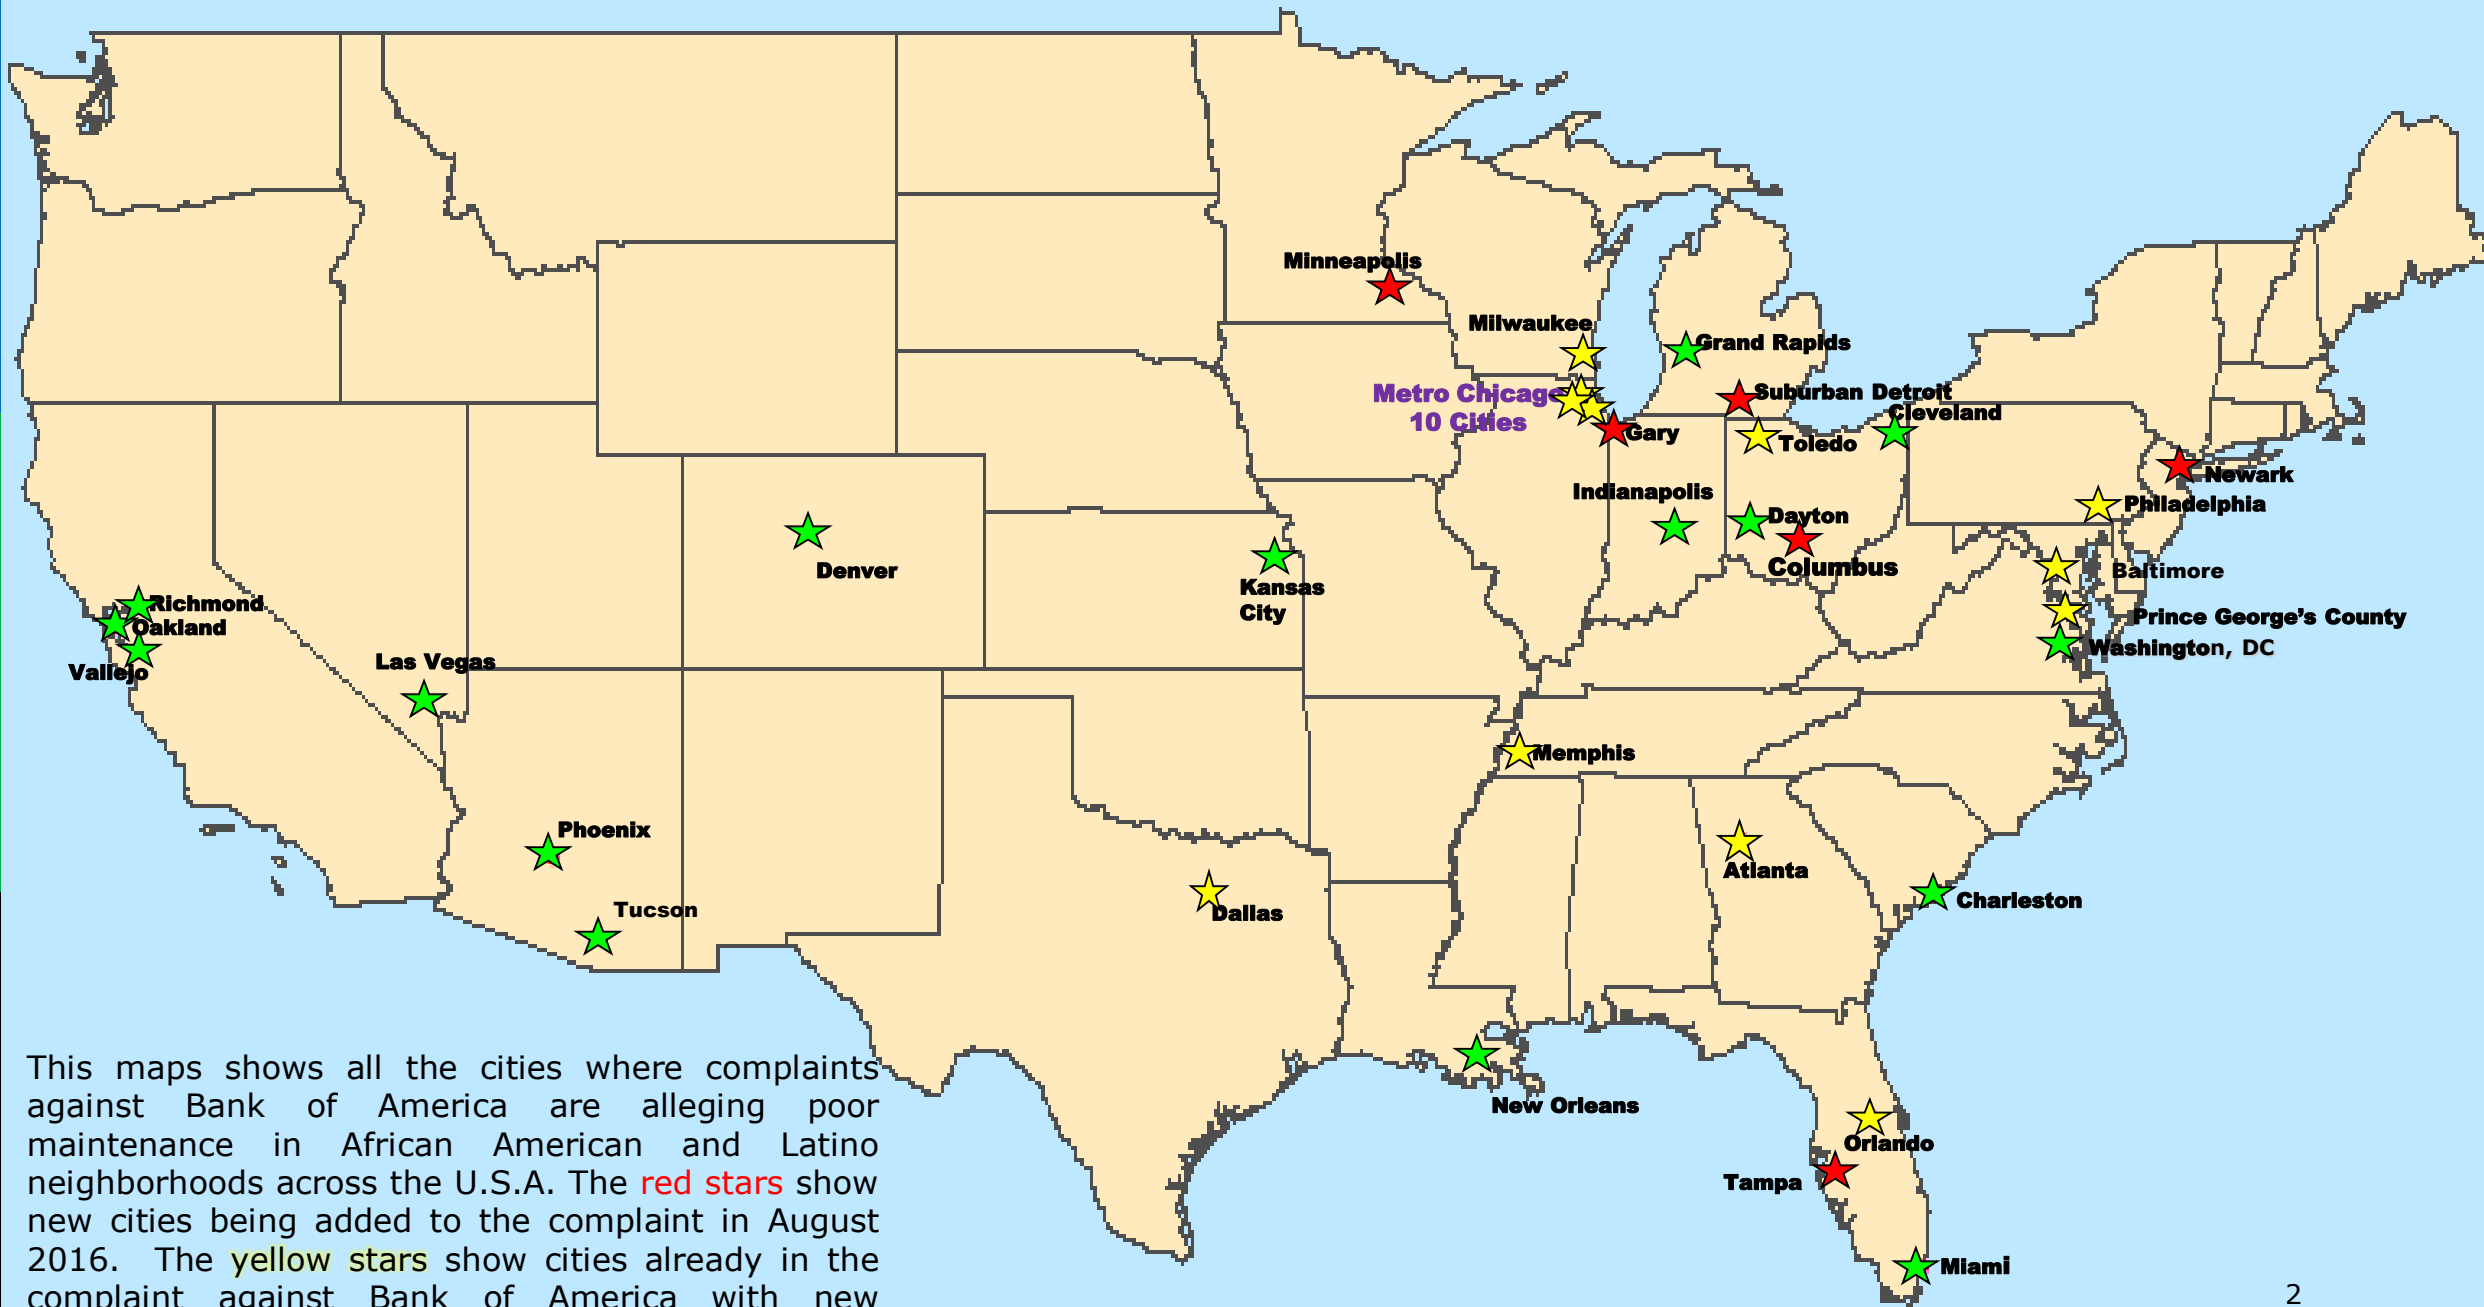 Minneapolis
Milwaukee
Grand Rapids
Metro Chicago
10 Cities
Suburban Detroit
Cleveland
Gary
Toledo
Newark
Indianapolis
Philadelphia
Dayton
Denver
Columbus
Baltimore
Kansas
City
Richmond
Oakland
Prince George's County
Washington, DC
Las Vegas
Vallejo
Memphis
Phoenix
Atlanta
Charleston
Tucson
Dallas
New Orleans
Orlando
Tampa
Miami
This maps shows all the cities where complaints
against Bank of America are alleging poor
maintenance in African American and Latino
neighborhoods across the U.S.A. The red stars show
new cities being added to the complaint in August
2016. The yellow stars show cities already in the
complaint against Bank of America with new
2